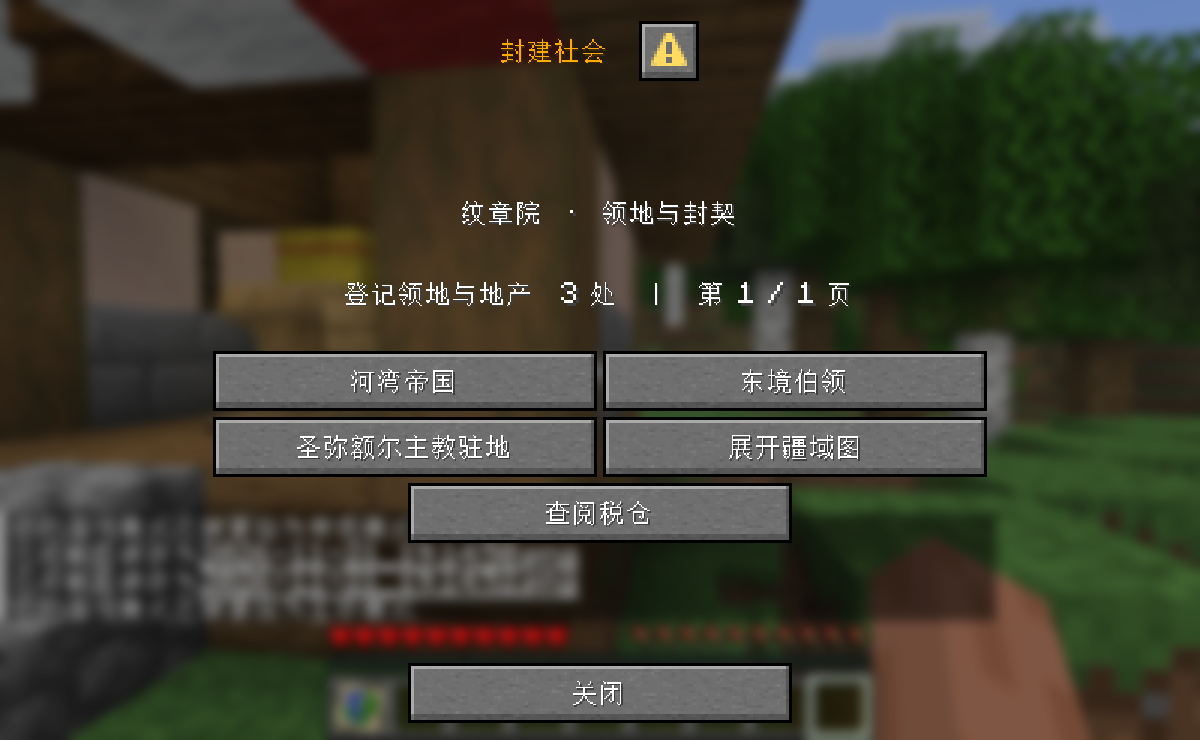 封建社会
纹章院 · 领地与封契
登记领地与地产 3 处 | 第 1 / 1 页
河湾帝国
东境伯领
圣弥额尔主教驻地
展开疆域图
查阅税仓
关闭